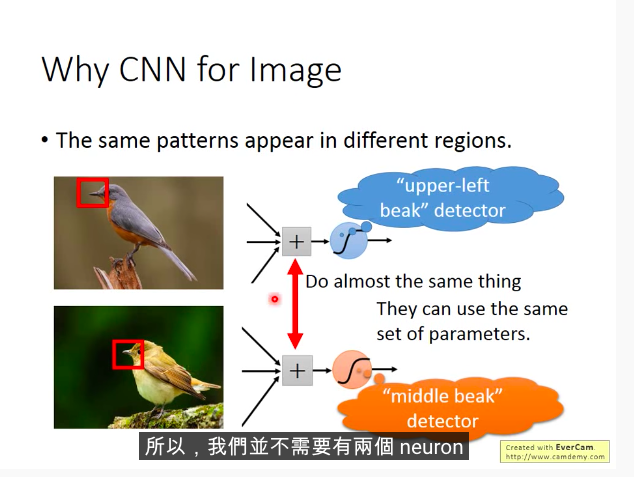 Why CNN for Image
• The same patterns appear in different regions.
“upper-left
beak” detector
Do almost the same thing
They can use the same
set of parameters.
“middle beak”
detector
所以，我們並不需要有兩個 neuron
Created with EverCam.
http://www.camdemy.com